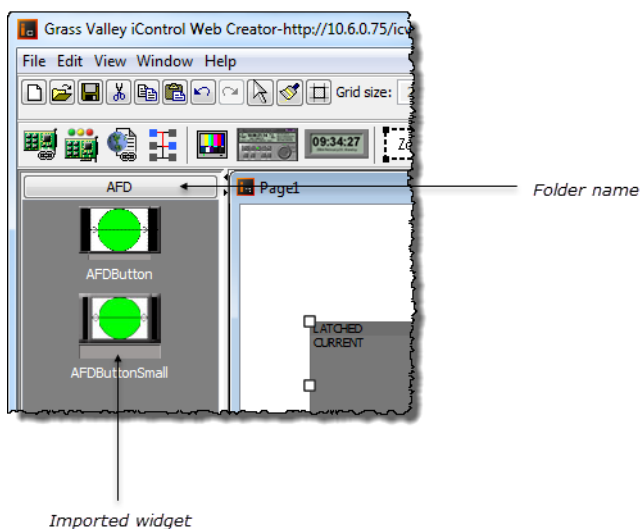 Grass Valley iControl Web Creator-http://10.6.0.75/ic
File Edit View Window Help
Grid size:
09:34:27
AFD
Page1
Folder name
AFDButton
LATCHED
CURRENT
AFDButtonSmall
Imported widget